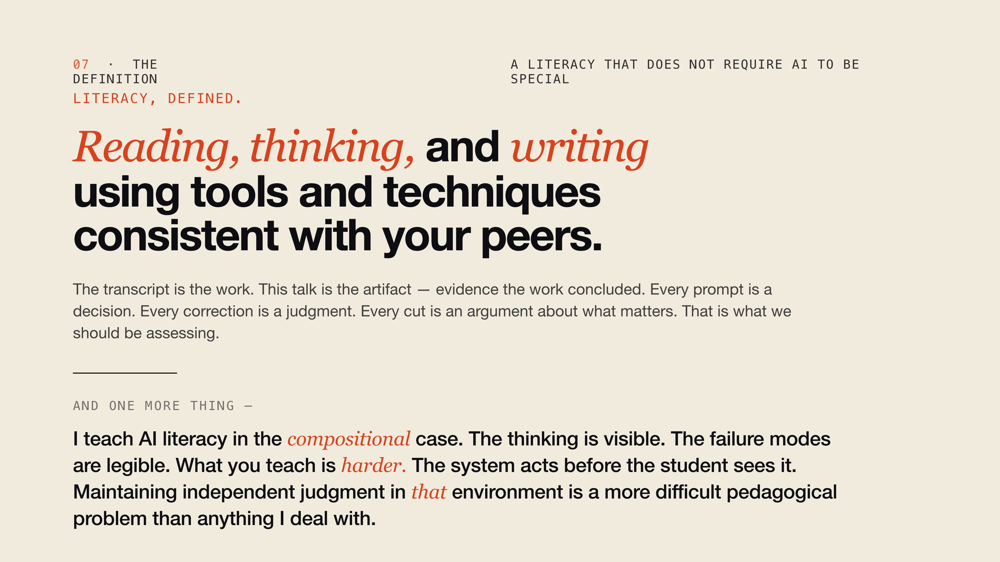 07 · THE
DEFINITION
A LITERACY THAT DOES NOT REQUIRE AI TO BE
SPECIAL
LITERACY, DEFINED.
Reading, thinking, and writing
using tools and techniques
consistent with your peers.
The transcript is the work. This talk is the artifact — evidence the work concluded. Every prompt is a
decision. Every correction is a judgment. Every cut is an argument about what matters. That is what we
should be assessing.
AND ONE MORE THING —
I teach AI literacy in the compositional case. The thinking is visible. The failure modes
are legible. What you teach is harder. The system acts before the student sees it.
Maintaining independent judgment in that environment is a more difficult pedagogical
problem than anything I deal with.